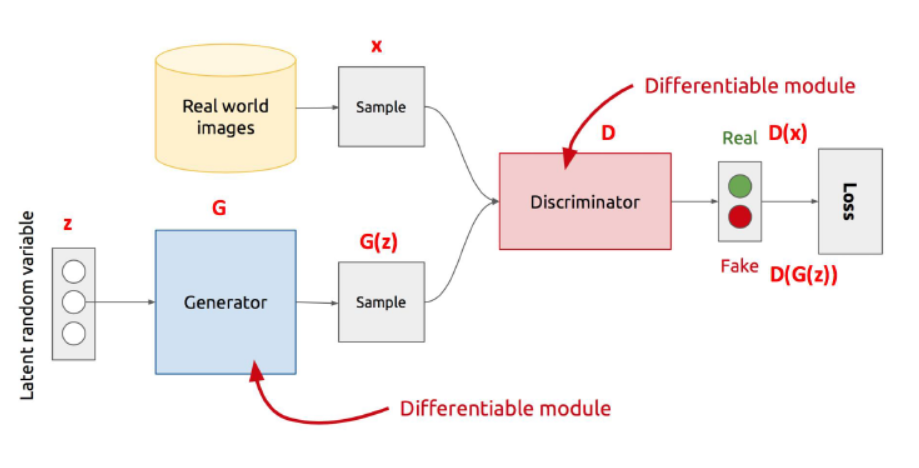 x
Differentiable module
Real world
images
Sample
D
Real
D(x)
Discriminator
Loss
Latent random variable
z
G
G(z)
Generator
Sample
Fake
D(G(z))
Differentiable module